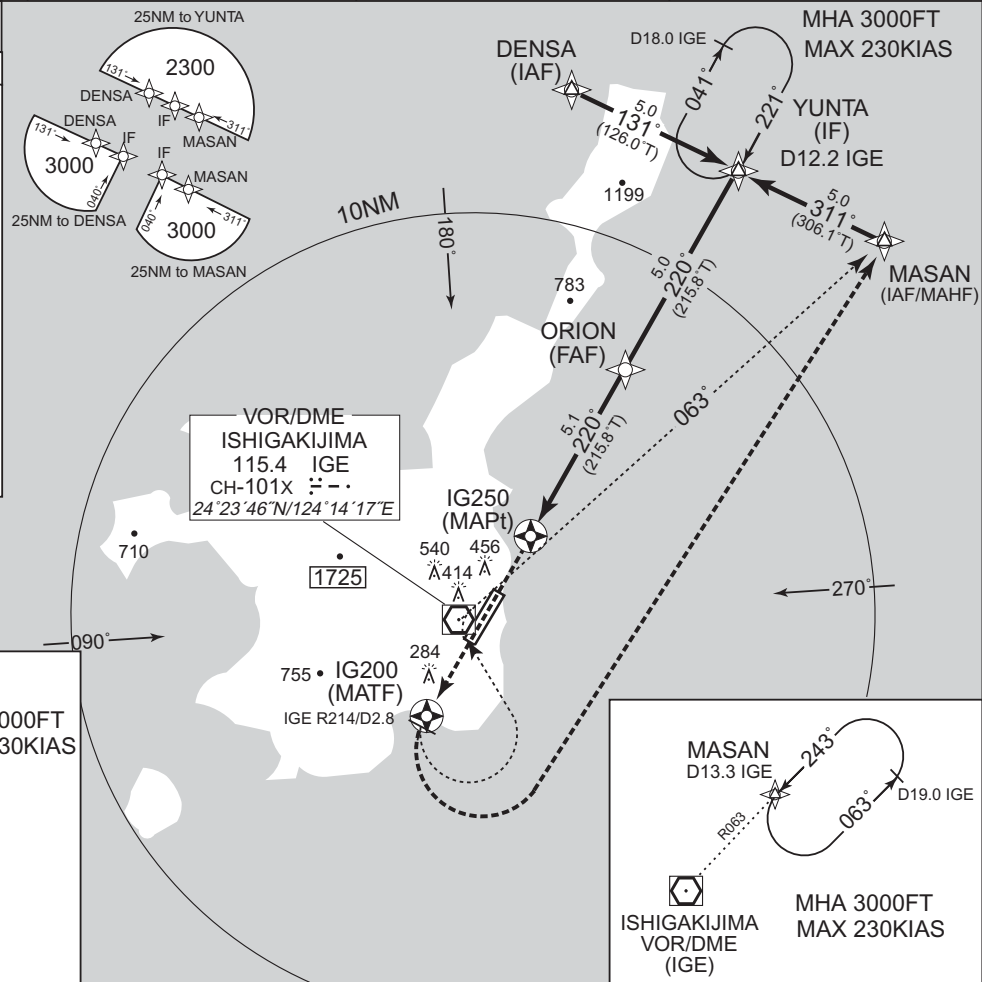 25NM to YUNTA
131°
2300
DENSA
IF
MASAN
311°
DENSA
131°
IF
3000
040°
25NM to DENSA
IF
MASAN
040°
311°
3000
25NM to MASAN
MHA 3000FT
MAX 230KIAS
D18.0 IGE
041°
221°
DENSA
(IAF)
5.0
131°
(126.0°T)
YUNTA
(IF)
D12.2 IGE
1199
5.0
311°
(306.1°T)
MASAN
(IAF/MAHF)
10NM
180°
5.0
220°
(215.8°T)
783
ORION
(FAF)
063°
5.1
220°
(215.8°T)
VOR/DME
ISHIGAKIJIMA
115.4 IGE
CH-101X
24°23′46″N/124°14′17″E
IG250
(MAPt)
710
1725
540
456
414
270°
090°
284
755
IG200
(MATF)
IGE R214/D2.8
000FT
30KIAS
MASAN
D13.3 IGE
243°
D19.0 IGE
063°
R063
ISHIGAKIJIMA
VOR/DME
(IGE)
MHA 3000FT
MAX 230KIAS